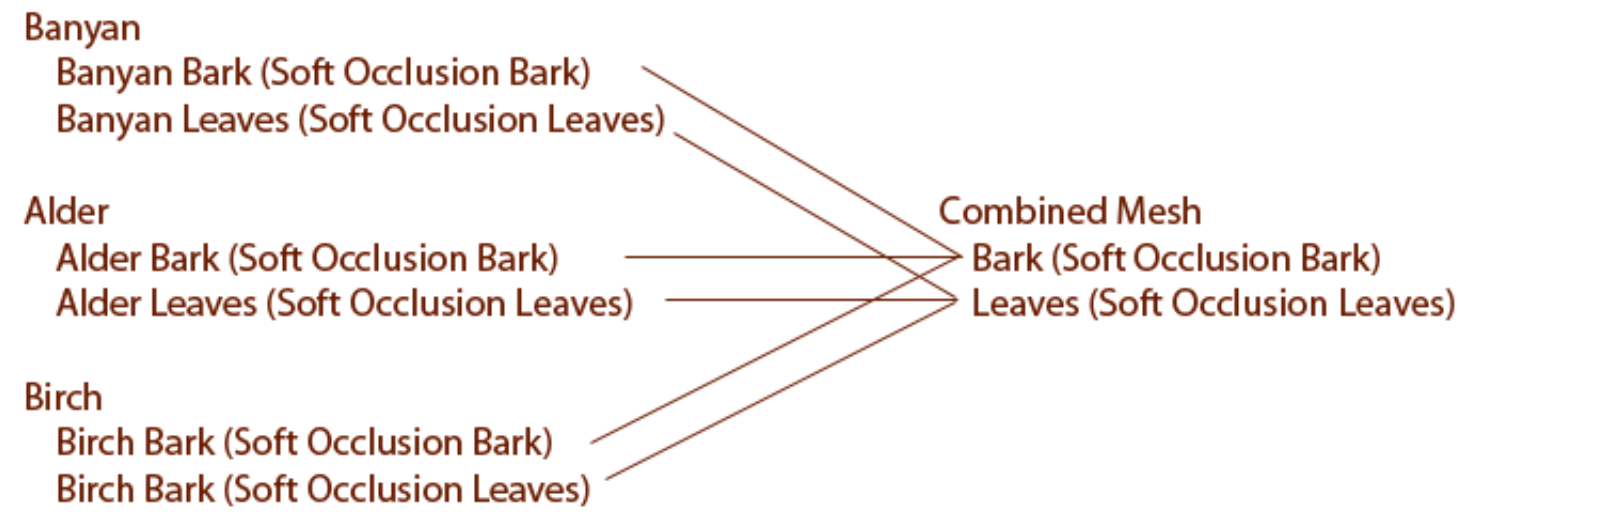 Banyan
Banyan Bark (Soft Occlusion Bark)
Banyan Leaves (Soft Occlusion Leaves)
Alder
Alder Bark (Soft Occlusion Bark)
Alder Leaves (Soft Occlusion Leaves)
Birch
Birch Bark (Soft Occlusion Bark)
Birch Bark (Soft Occlusion Leaves)
Combined Mesh
Bark (Soft Occlusion Bark)
Leaves (Soft Occlusion Leaves)